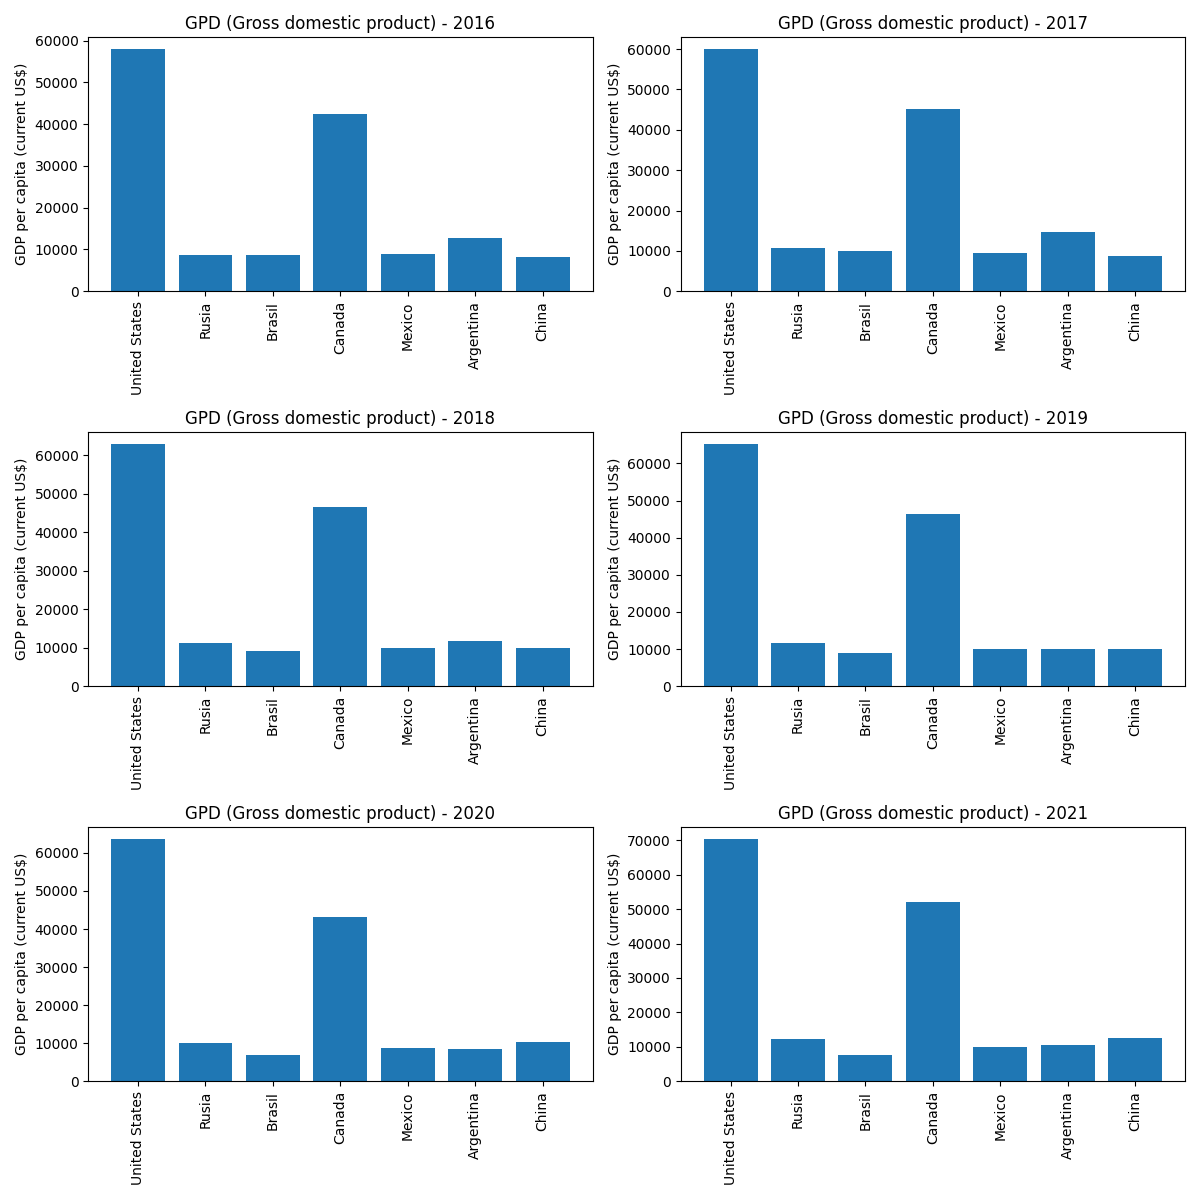 GPD (Gross domestic product) - 2016
GDP per capita (current US$)
60000
50000
40000
30000
20000
10000
0
United States
Rusia
Brasil
Canada
Mexico
Argentina
China
GPD (Gross domestic product) - 2017
GDP per capita (current US$)
60000
50000
40000
30000
20000
10000
0
United States
Rusia
Brasil
Canada
Mexico
Argentina
China
GPD (Gross domestic product) - 2018
GDP per capita (current US$)
60000
50000
40000
30000
20000
10000
0
United States
Rusia
Brasil
Canada
Mexico
Argentina
China
GPD (Gross domestic product) - 2019
GDP per capita (current US$)
60000
50000
40000
30000
20000
10000
0
United States
Rusia
Brasil
Canada
Mexico
Argentina
China
GPD (Gross domestic product) - 2020
GDP per capita (current US$)
60000
50000
40000
30000
20000
10000
0
United States
Rusia
Brasil
Canada
Mexico
Argentina
China
GPD (Gross domestic product) - 2021
GDP per capita (current US$)
70000
60000
50000
40000
30000
20000
10000
0
United States
Rusia
Brasil
Canada
Mexico
Argentina
China